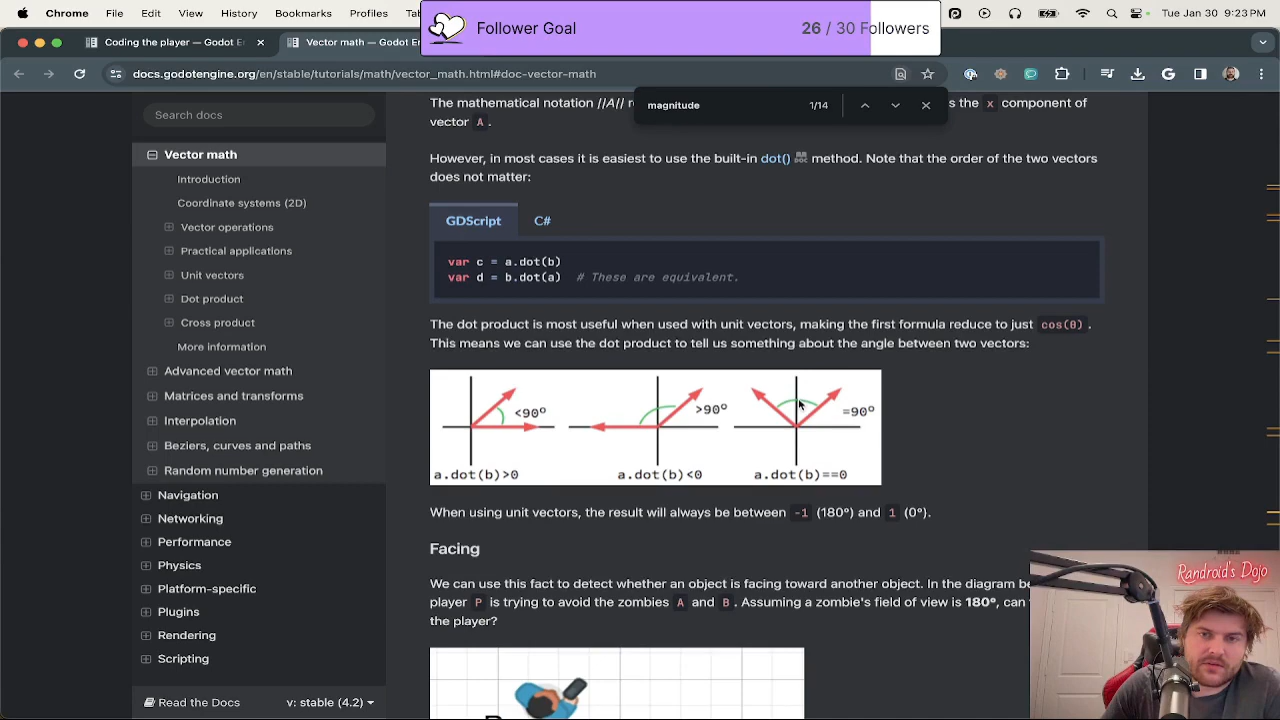 Chrome File Edit View History Bookmarks
Tue Jan 30 9:23 PM
Follower Goal
26 / 30 Followers
Coding the player — Godot E
Vector math — Godot E
docs.godotengine.org/en/stable/tutorials/math/vector_math.html#doc-vector-math
magnitude
1/14
Search docs
Vector math
Introduction
Coordinate systems (2D)
Vector operations
Practical applications
Unit vectors
Dot product
Cross product
More information
Advanced vector math
Matrices and transforms
Interpolation
Beziers, curves and paths
Random number generation
Navigation
Networking
Performance
Physics
Platform-specific
Plugins
Rendering
Scripting
Read the Docs
v: stable (4.2)
The mathematical notation //A// the x component of
vector A.
However, in most cases it is easiest to use the built-in dot() method. Note that the order of the two vectors
does not matter:
GDScript
C#
var c = a.dot(b)
var d = b.dot(a) # These are equivalent.
The dot product is most useful when used with unit vectors, making the first formula reduce to just cos(θ).
This means we can use the dot product to tell us something about the angle between two vectors:
<90º
>90º
=90º
a.dot(b)>0
a.dot(b)<0
a.dot(b)==0
When using unit vectors, the result will always be between -1 (180°) and 1 (0°).
Facing
We can use this fact to detect whether an object is facing toward another object. In the diagram be
player P is trying to avoid the zombies A and B. Assuming a zombie's field of view is 180°, can
the player?
Randroid's Dojo